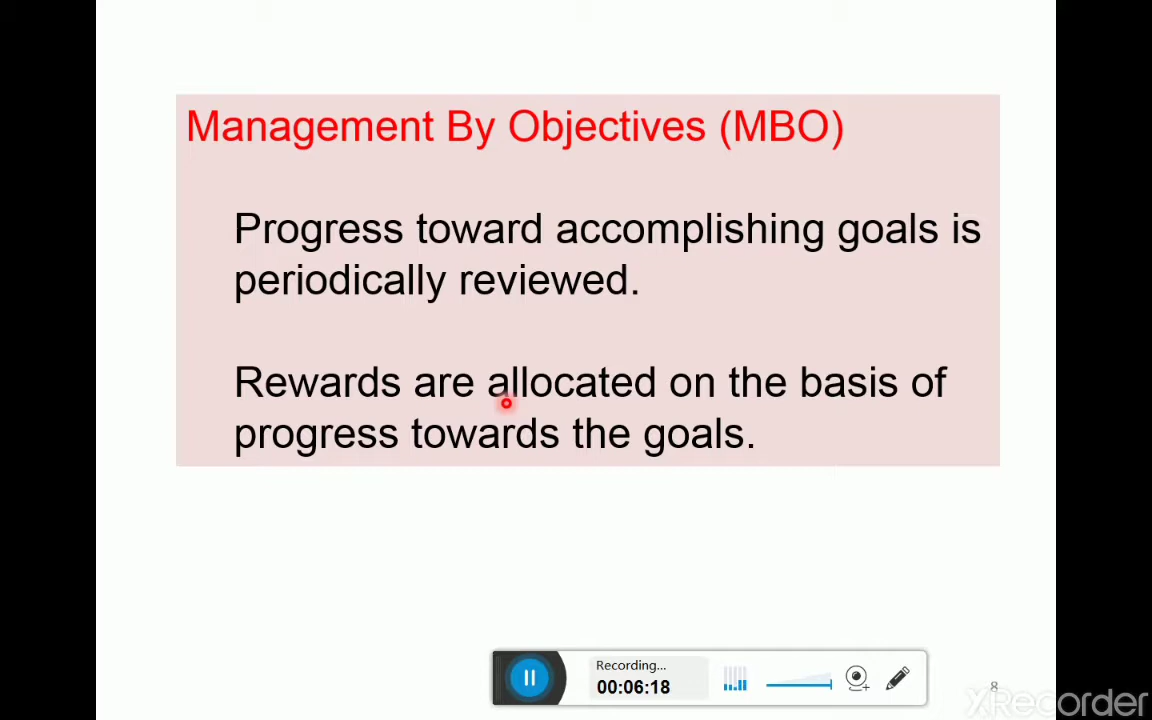 Management By Objectives (MBO)
Progress toward accomplishing goals is
periodically reviewed.
Rewards are allocated on the basis of
progress towards the goals.
Recording...
00:06:18
8
XRecorder